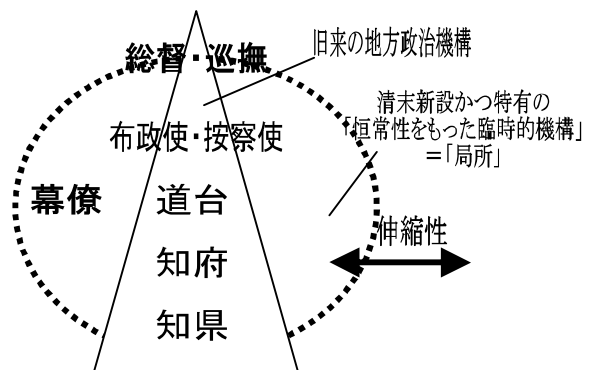 旧来の地方政治機構
総督・巡撫
清末新設かつ特有の
「恒常性をもった臨時的機構」
＝「局所」
布政使・按察使
幕僚
道台
伸縮性
知府
知県